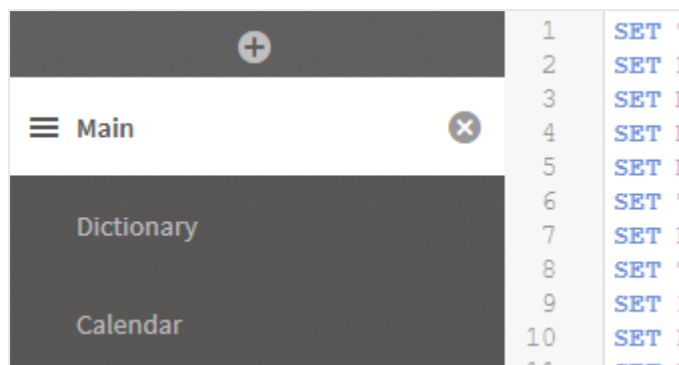 Main
Dictionary
Calendar
1 SET
2 SET
3 SET
4 SET
5 SET
6 SET
7 SET
8 SET
9 SET
10 SET